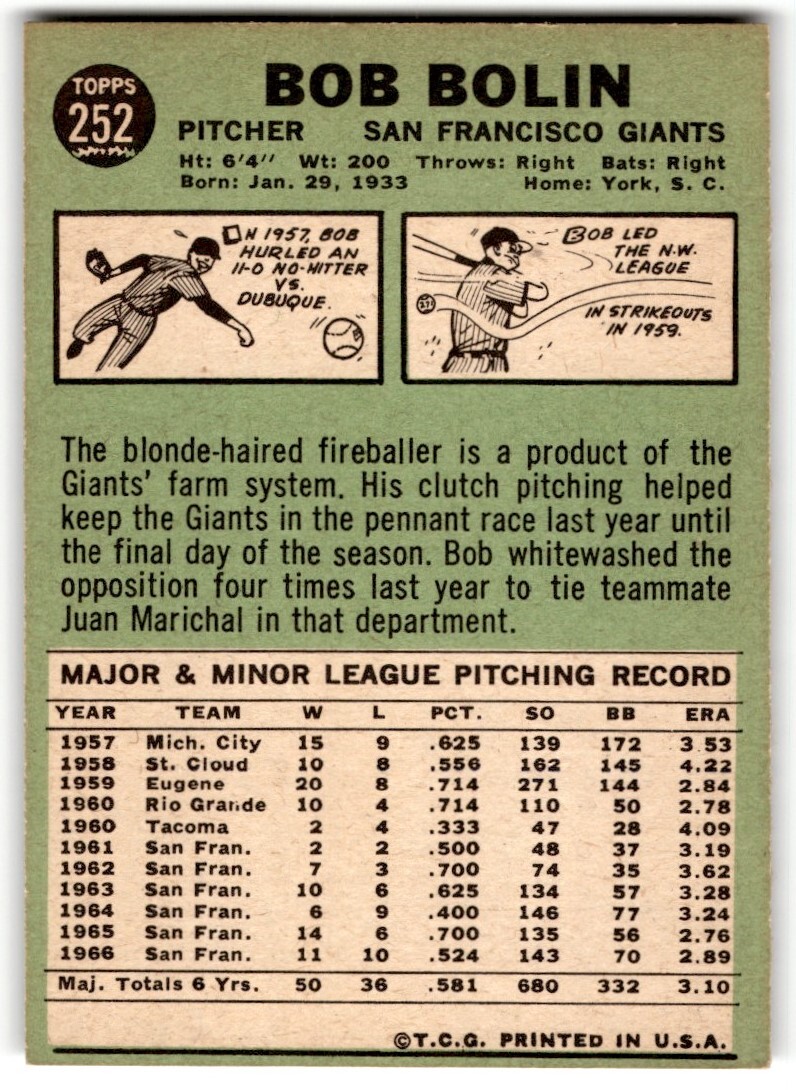 TOPPS
252
BOB BOLIN
PITCHER SAN FRANCISCO GIANTS
Ht: 6'4" Wt: 200 Throws: Right Bats: Right
Born: Jan. 29, 1933 Home: York, S. C.
IN 1957, BOB
HURLED AN
11-0 NO-HITTER
VS.
DUBUQUE.
BOB LED
THE N.W.
LEAGUE
IN STRIKEOUTS
IN 1959.
The blonde-haired fireballer is a product of the
Giants' farm system. His clutch pitching helped
keep the Giants in the pennant race last year until
the final day of the season. Bob whitewashed the
opposition four times last year to tie teammate
Juan Marichal in that department.
MAJOR & MINOR LEAGUE PITCHING RECORD
YEAR TEAM W L PCT. SO BB ERA
1957 Mich. City 15 9 .625 139 172 3.53
1958 St. Cloud 10 8 .556 162 145 4.22
1959 Eugene 20 8 .714 271 144 2.84
1960 Rio Grande 10 4 .714 110 50 2.78
1960 Tacoma 2 4 .333 47 28 4.09
1961 San Fran. 2 2 .500 48 37 3.19
1962 San Fran. 7 3 .700 74 35 3.62
1963 San Fran. 10 6 .625 134 57 3.28
1964 San Fran. 6 9 .400 146 77 3.24
1965 San Fran. 14 6 .700 135 56 2.76
1966 San Fran. 11 10 .524 143 70 2.89
Maj. Totals 6 Yrs. 50 36 .581 680 332 3.10
©T.C.G. PRINTED IN U.S.A.